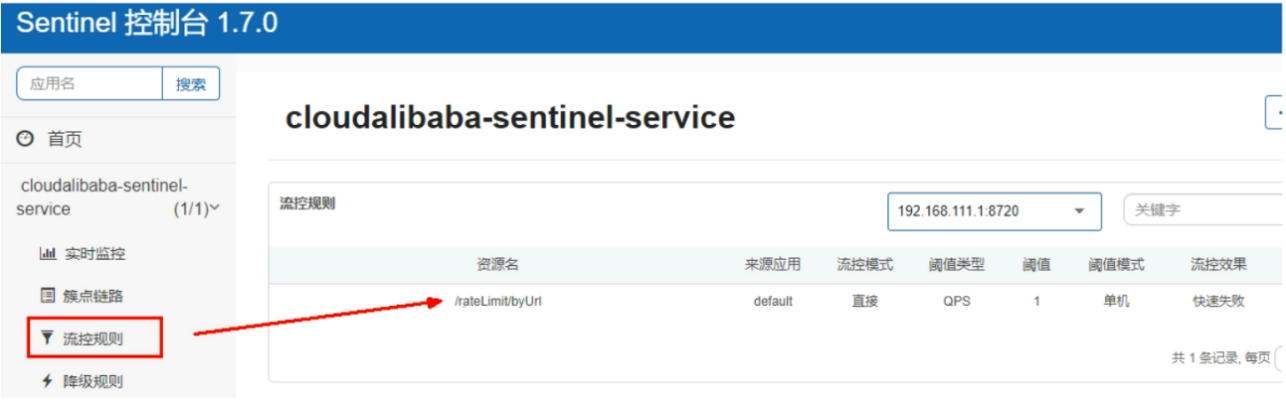 Sentinel 控制台 1.7.0
应用名 搜索
首页
cloudalibaba-sentinel-
service (1/1)
实时监控
簇点链路
流控规则
降级规则
cloudalibaba-sentinel-service
流控规则 192.168.111.1:8720 关键字
资源名 来源应用 流控模式 阈值类型 阈值 阈值模式 流控效果
/rateLimit/byUrl default 直接 QPS 1 单机 快速失败
共 1 条记录, 每页